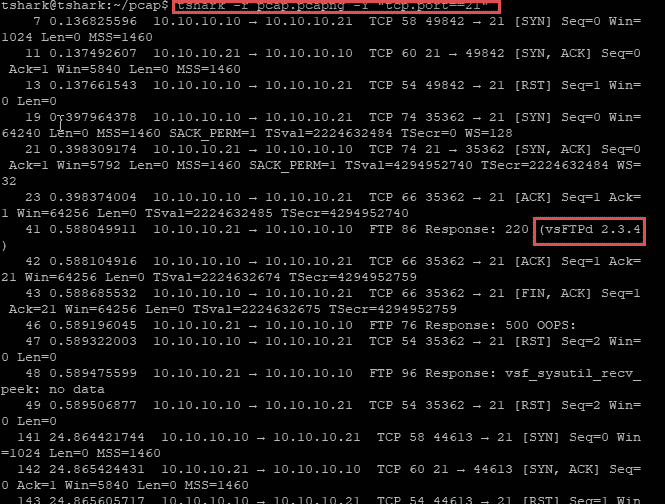 tshark@tshark:~/pcap$ tshark -r pcap.pcapng -Y "tcp.port==21"
7 0.136825596 10.10.10.10 → 10.10.10.21 TCP 58 49842 → 21 [SYN] Seq=0 Win=
1024 Len=0 MSS=1460
11 0.137492607 10.10.10.21 → 10.10.10.10 TCP 60 21 → 49842 [SYN, ACK] Seq=0
Ack=1 Win=5840 Len=0 MSS=1460
13 0.137661543 10.10.10.10 → 10.10.10.21 TCP 54 49842 → 21 [RST] Seq=1 Win=
0 Len=0
19 0.397964378 10.10.10.10 → 10.10.10.21 TCP 74 35362 → 21 [SYN] Seq=0 Win=
64240 Len=0 MSS=1460 SACK_PERM=1 TSval=2224632484 TSecr=0 WS=128
21 0.398309174 10.10.10.21 → 10.10.10.10 TCP 74 21 → 35362 [SYN, ACK] Seq=0
Ack=1 Win=5792 Len=0 MSS=1460 SACK_PERM=1 TSval=4294952740 TSecr=2224632484 WS=
32
23 0.398374004 10.10.10.10 → 10.10.10.21 TCP 66 35362 → 21 [ACK] Seq=1 Ack=
1 Win=64256 Len=0 TSval=2224632485 TSecr=4294952740
41 0.588049911 10.10.10.21 → 10.10.10.10 FTP 86 Response: 220 (vsFTPd 2.3.4
)
42 0.588104916 10.10.10.10 → 10.10.10.21 TCP 66 35362 → 21 [ACK] Seq=1 Ack=
21 Win=64256 Len=0 TSval=2224632674 TSecr=4294952759
43 0.588685532 10.10.10.10 → 10.10.10.21 TCP 66 35362 → 21 [FIN, ACK] Seq=1
Ack=21 Win=64256 Len=0 TSval=2224632675 TSecr=4294952759
46 0.589196045 10.10.10.21 → 10.10.10.10 FTP 76 Response: 500 OOPS:
47 0.589322003 10.10.10.10 → 10.10.10.21 TCP 54 35362 → 21 [RST] Seq=2 Win=
0 Len=0
48 0.589475599 10.10.10.21 → 10.10.10.10 FTP 96 Response: vsf_sysutil_recv_
peek: no data
49 0.589506877 10.10.10.10 → 10.10.10.21 TCP 54 35362 → 21 [RST] Seq=2 Win=
0 Len=0
141 24.864421744 10.10.10.10 → 10.10.10.21 TCP 58 44613 → 21 [SYN] Seq=0 Win
=1024 Len=0 MSS=1460
142 24.865424431 10.10.10.21 → 10.10.10.10 TCP 60 21 → 44613 [SYN, ACK] Seq=
0 Ack=1 Win=5840 Len=0 MSS=1460
143 24.865605717 10.10.10.10 → 10.10.10.21 TCP 54 44613 → 21 [RST] Seq=1 Win